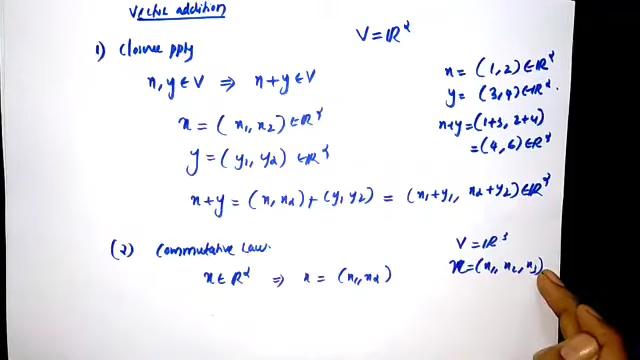 Vector addition
V = ℝ²
1) Closure ppty
x, y ∈ V ⇒ x+y ∈ V
x = (x₁, x₂) ∈ ℝ²
y = (y₁, y₂) ∈ ℝ²
x+y = (x₁, x₂) + (y₁, y₂) = (x₁+y₁, x₂+y₂) ∈ ℝ²
x = (1, 2) ∈ ℝ²
y = (3, 4) ∈ ℝ².
x+y = (1+3, 2+4)
= (4, 6) ∈ ℝ²
(2) Commutative Law.
x ∈ ℝ² ⇒ x = (x₁, x₂)
V = ℝ³
x = (x₁, x₂, x₃)